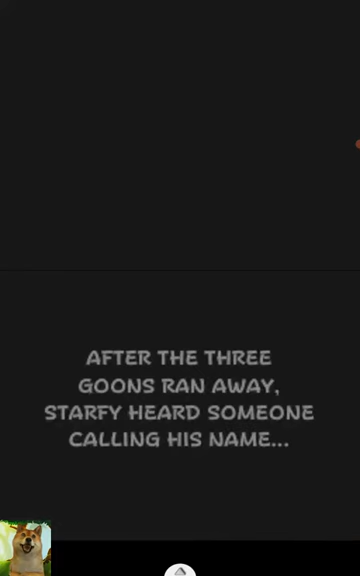 AFTER THE THREE
GOONS RAN AWAY,
STARFY HEARD SOMEONE
CALLING HIS NAME...